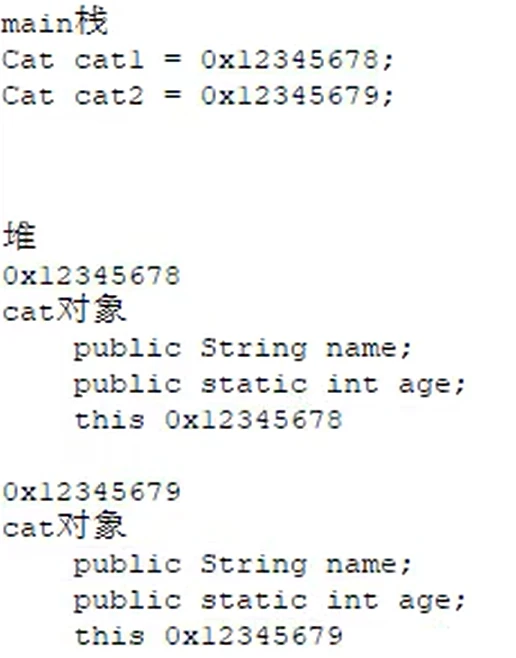 main栈
Cat cat1 = 0x12345678;
Cat cat2 = 0x12345679;
堆
0x12345678
cat对象
public String name;
public static int age;
this 0x12345678
0x12345679
cat对象
public String name;
public static int age;
this 0x12345679